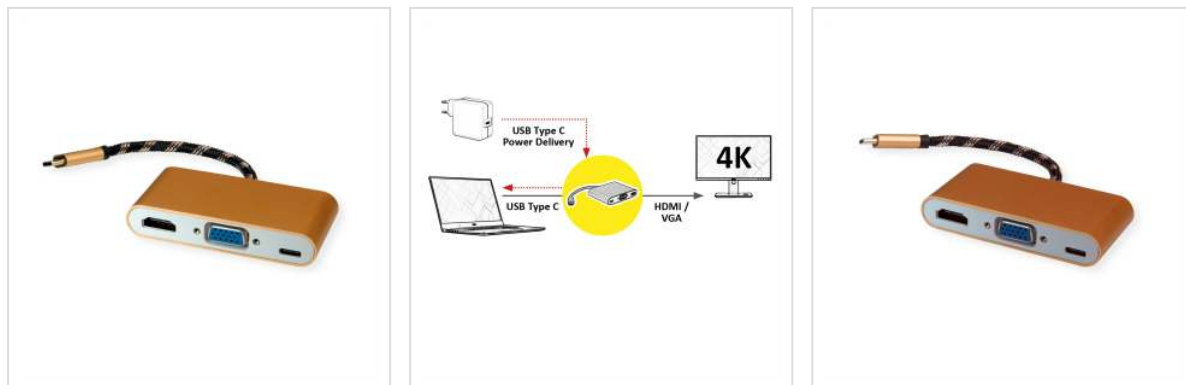 USB Type C
Power Delivery
4K
USB Type C
HDMI /
VGA